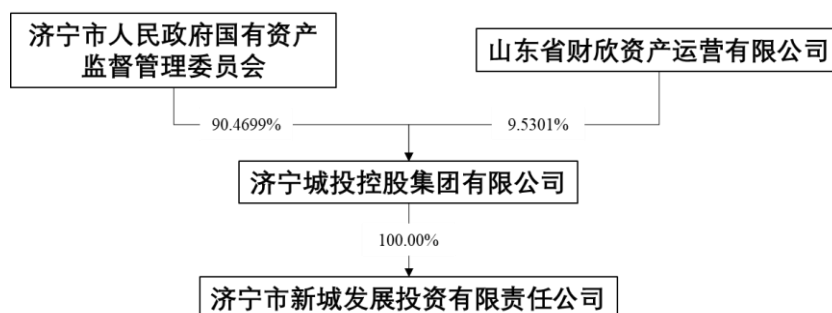 济宁市人民政府国有资产
监督管理委员会
山东省财欣资产运营有限公司
90.4699%
9.5301%
济宁城投控股集团有限公司
100.00%
济宁市新城发展投资有限责任公司